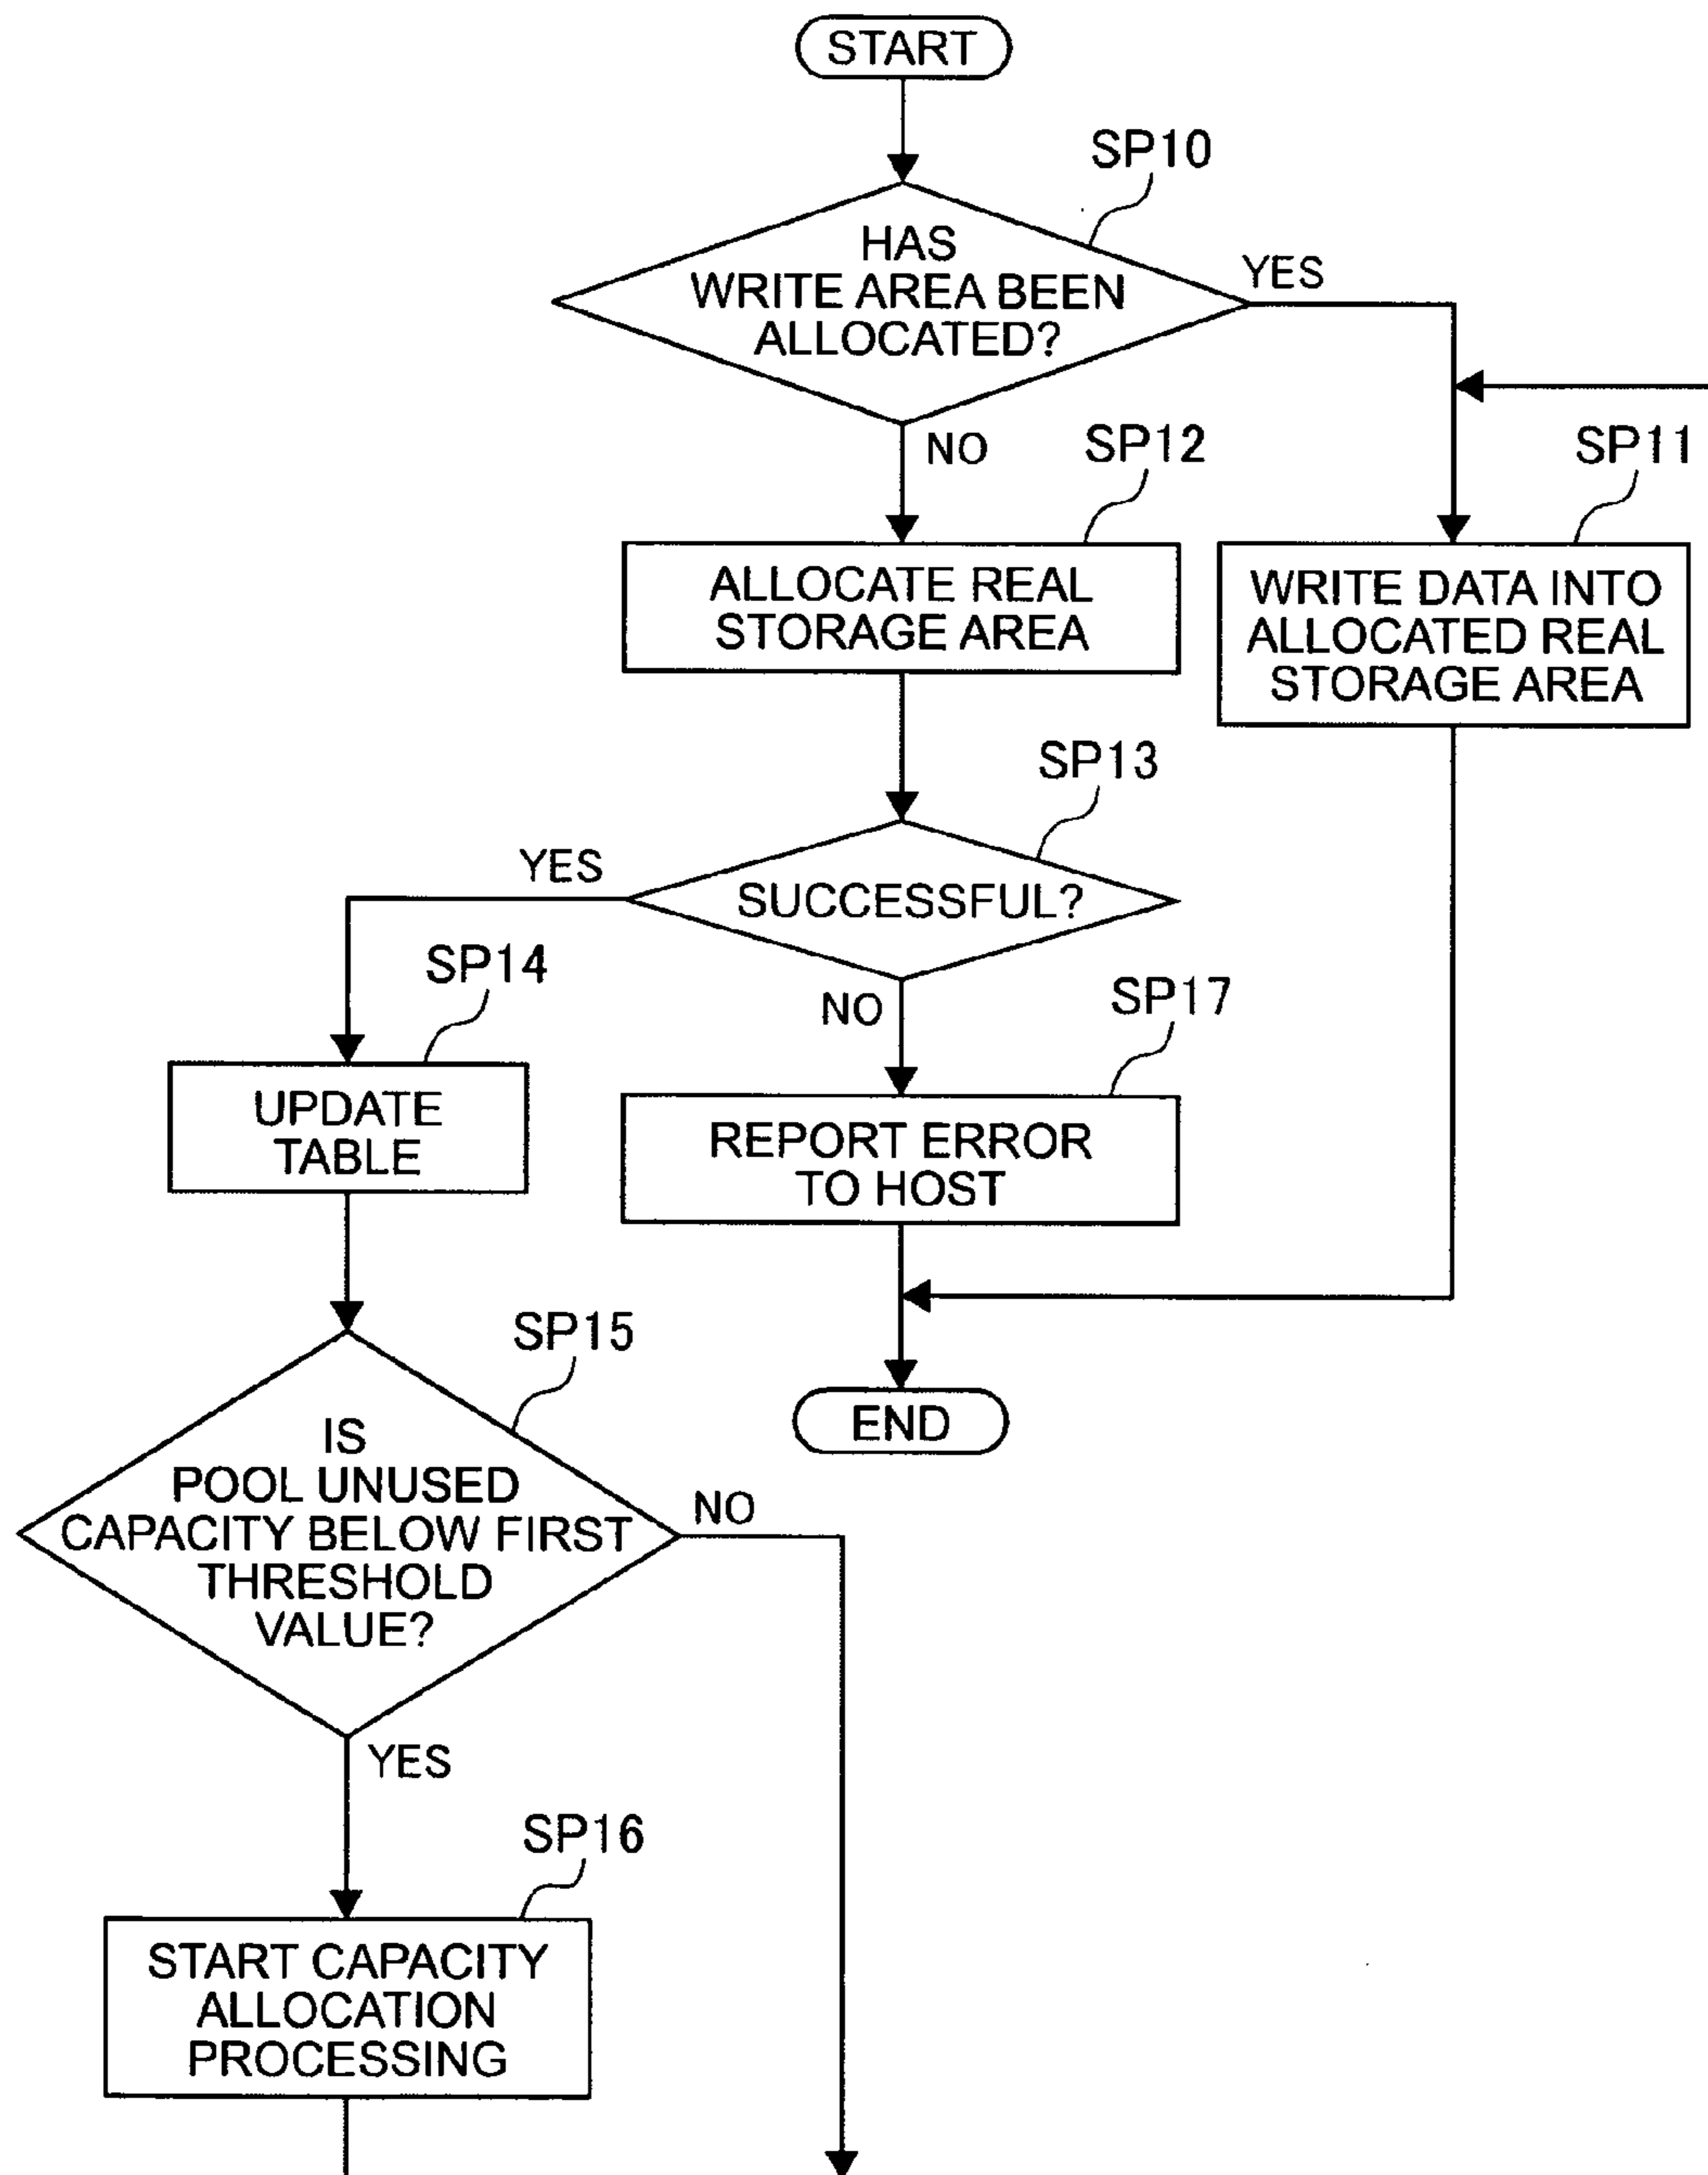 START
SP10
HAS
WRITE AREA BEEN
ALLOCATED?
YES
NO
SP12
SP11
ALLOCATE REAL
STORAGE AREA
WRITE DATA INTO
ALLOCATED REAL
STORAGE AREA
SP13
YES
SUCCESSFUL?
SP14
NO
SP17
UPDATE
TABLE
REPORT ERROR
TO HOST
SP15
END
IS
POOL UNUSED
CAPACITY BELOW FIRST
THRESHOLD
VALUE?
NO
YES
SP16
START CAPACITY
ALLOCATION
PROCESSING